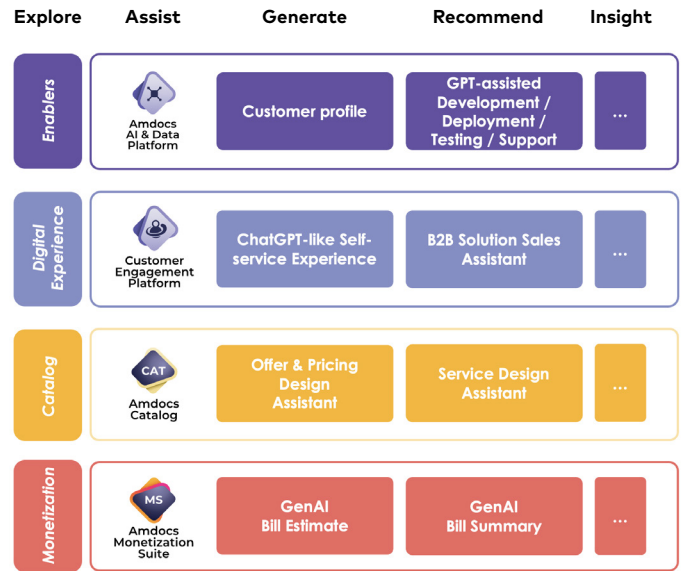 Explore Assist Generate Recommend Insight
Enablers
Amdocs
AI & Data
Platform
Customer profile
GPT-assisted
Development /
Deployment /
Testing / Support
...
Digital
Experience
Customer
Engagement
Platform
ChatGPT-like Self-
service Experience
B2B Solution Sales
Assistant
...
Catalog
CAT
Amdocs
Catalog
Offer & Pricing
Design
Assistant
Service Design
Assistant
...
Monetization
MS
Amdocs
Monetization
Suite
GenAI
Bill Estimate
GenAI
Bill Summary
...